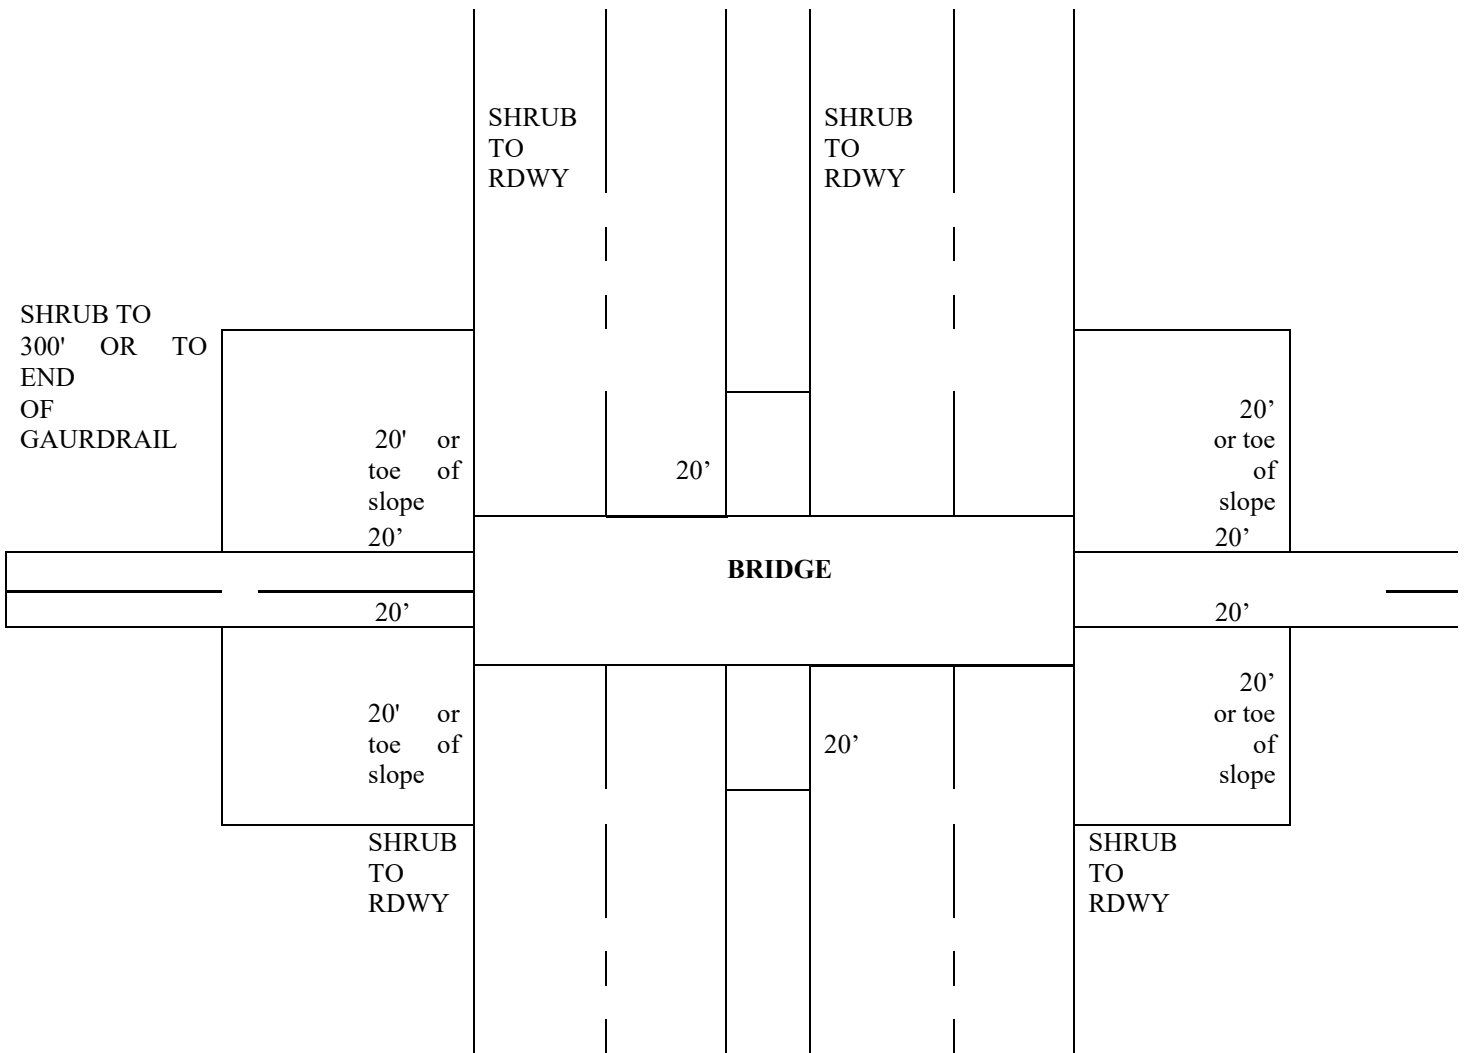 SHRUB
TO
RDWY
SHRUB
TO
RDWY
SHRUB TO
300' OR TO
END
OF
GAURDRAIL
20' or
toe of
slope
20’
20’
20’
or toe
of
slope
20’
BRIDGE
20’
20’
20' or
toe of
slope
20’
20’
or toe
of
slope
SHRUB
TO
RDWY
SHRUB
TO
RDWY